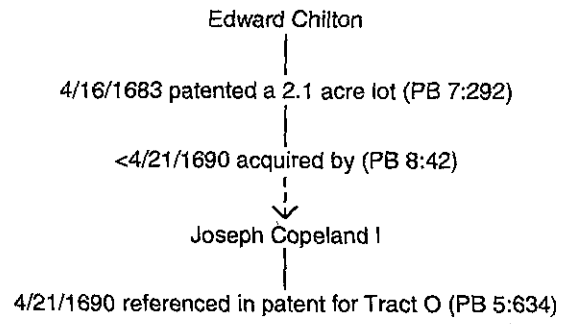 Edward Chilton
4/16/1683 patented a 2.1 acre lot (PB 7:292)
<4/21/1690 acquired by (PB 8:42)
Joseph Copeland I
4/21/1690 referenced in patent for Tract O (PB 5:634)